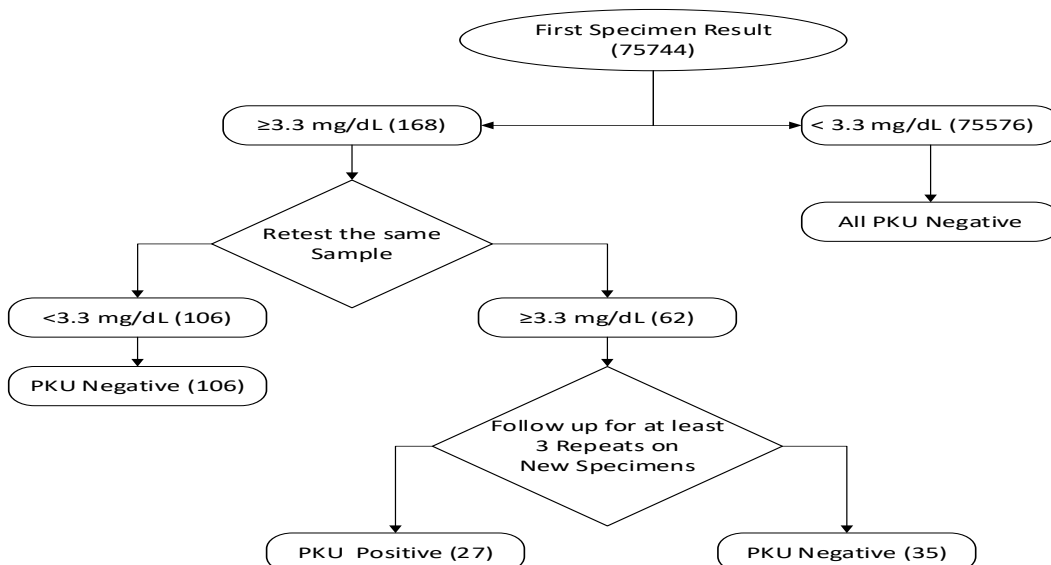 First Specimen Result
(75744)
≥3.3 mg/dL (168)
< 3.3 mg/dL (75576)
Retest the same
Sample
All PKU Negative
<3.3 mg/dL (106)
≥3.3 mg/dL (62)
PKU Negative (106)
Follow up for at least
3 Repeats on
New Specimens
PKU Positive (27)
PKU Negative (35)